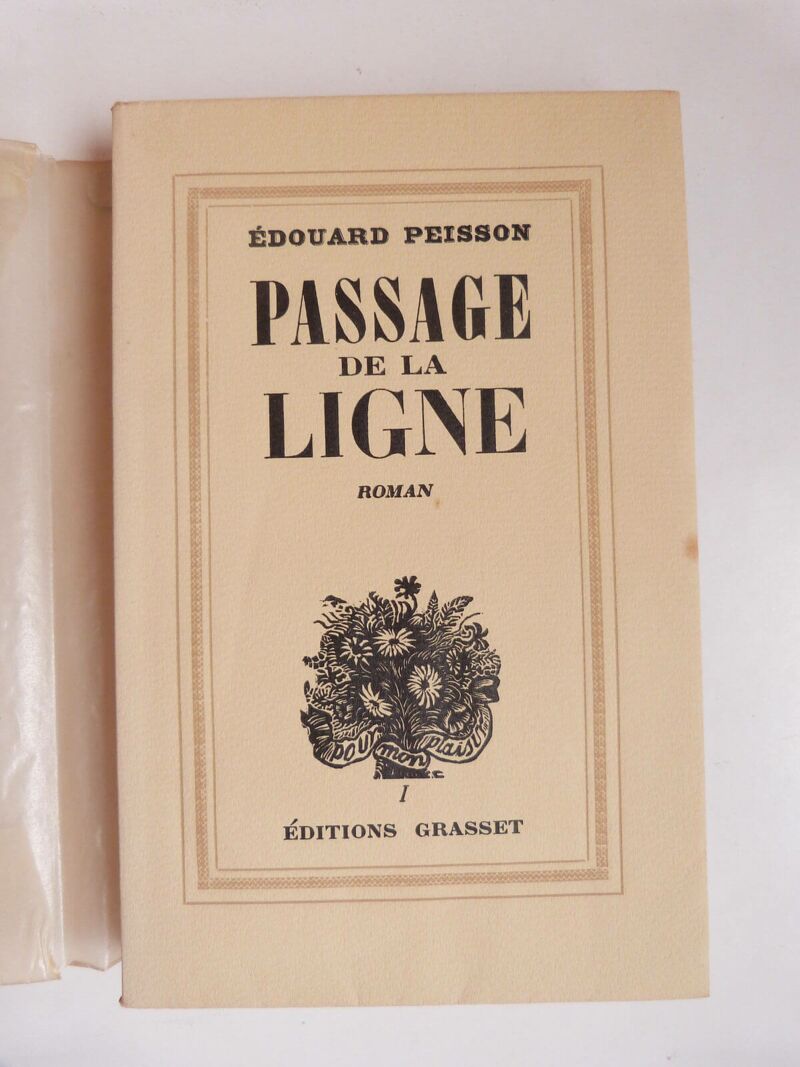 ÉDOUARD PEISSON
PASSAGE
DE LA
LIGNE
ROMAN
pour mon plaisir
I
ÉDITIONS GRASSET